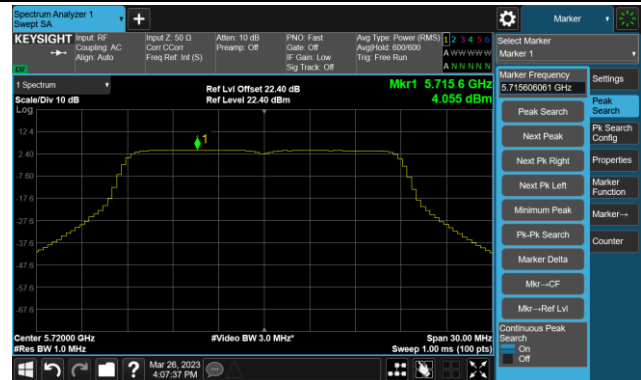 Spectrum Analyzer 1
Swept SA
Marker
KEYSIGHT
Input: RF
Coupling: AC
Align: Auto
Input Z: 50 Ω
Corr CCorr
Freq Ref: Int (S)
Atten: 10 dB
Preamp: Off
PNO: Fast
Gate: Off
IF Gain: Low
Sig Track: Off
Avg Type: Power (RMS)
Avg|Hold: 600/600
Trig: Free Run
1 2 3 4 5 6
A W W W W W
A N N N N N
Select Marker
Marker 1
1 Spectrum
Scale/Div 10 dB
Log
Ref Lvl Offset 22.40 dB
Ref Level 22.40 dBm
Mkr1 5.715 6 GHz
4.055 dBm
1
12.4
2.40
-7.60
-17.6
-27.6
-37.6
-47.6
-57.6
-67.6
Center 5.72000 GHz
#Res BW 1.0 MHz
#Video BW 3.0 MHz*
Span 30.00 MHz
Sweep 1.00 ms (100 pts)
Marker Frequency
5.715606061 GHz
Peak Search
Next Peak
Next Pk Right
Next Pk Left
Minimum Peak
Pk-Pk Search
Marker Delta
Mkr→CF
Mkr→Ref Lvl
Continuous Peak
Search
On
Off
Settings
Peak
Search
Pk Search
Config
Properties
Marker
Function
Marker→
Counter
Mar 26, 2023
4:07:37 PM